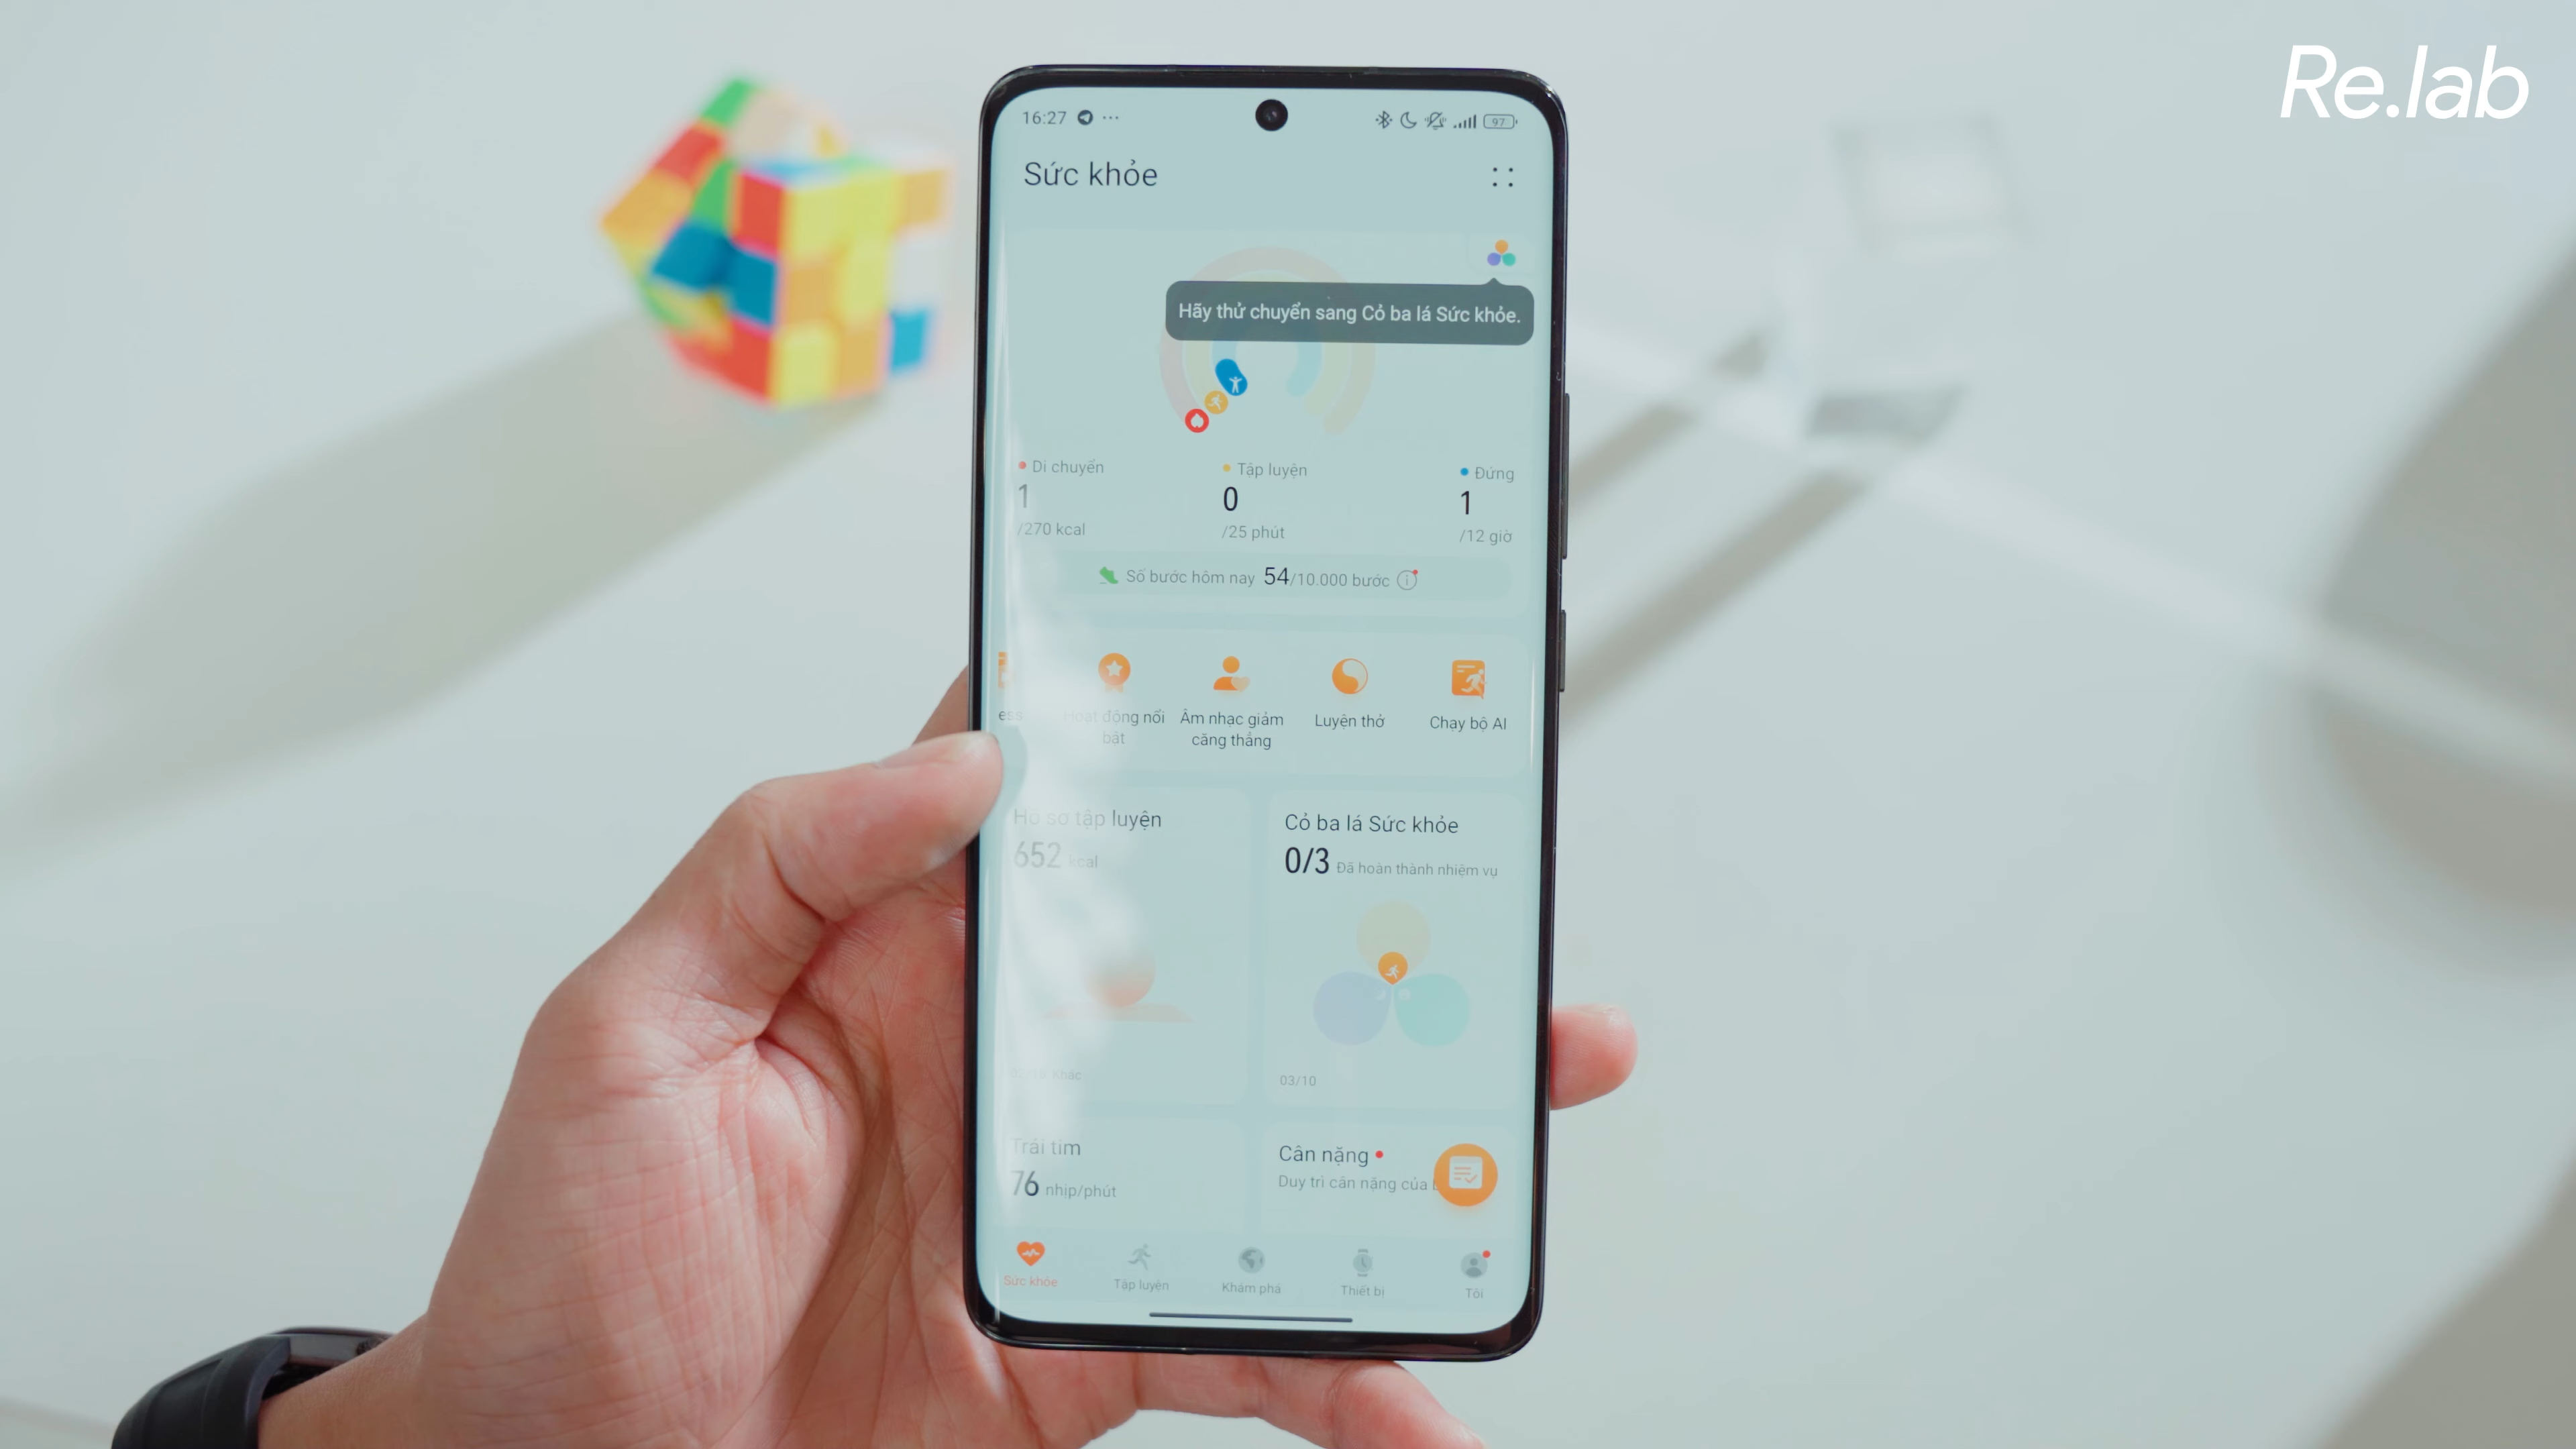 Re.lab
16:27
97
Sức khỏe
Hãy thử chuyển sang Cỏ ba lá Sức khỏe.
Di chuyển
Tập luyện
Đứng
1
0
1
/270 kcal
/25 phút
/12 giờ
Số bước hôm nay 54/10.000 bước
ess
Hoạt động nổi bật
Âm nhạc giảm căng thẳng
Luyện thở
Chạy bộ AI
Hồ sơ tập luyện
652 kcal
Khác
Cỏ ba lá Sức khỏe
0/3 Đã hoàn thành nhiệm vụ
03/10
Trái tim
76 nhịp/phút
Cân nặng
Duy trì cân nặng của
Sức khỏe
Tập luyện
Khám phá
Thiết bị
Tôi